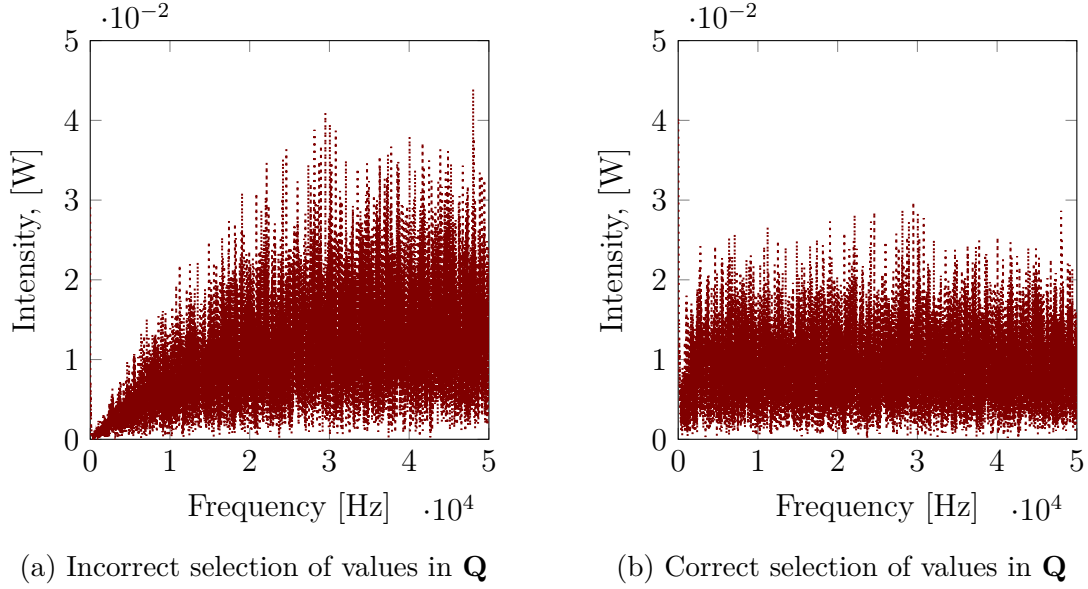 ·10⁻²
5
4
3
2
1
0
Intensity, [W]
0 1 2 3 4 5
Frequency [Hz] ·10⁴
(a) Incorrect selection of values in Q
·10⁻²
5
4
3
2
1
0
Intensity, [W]
0 1 2 3 4 5
Frequency [Hz] ·10⁴
(b) Correct selection of values in Q